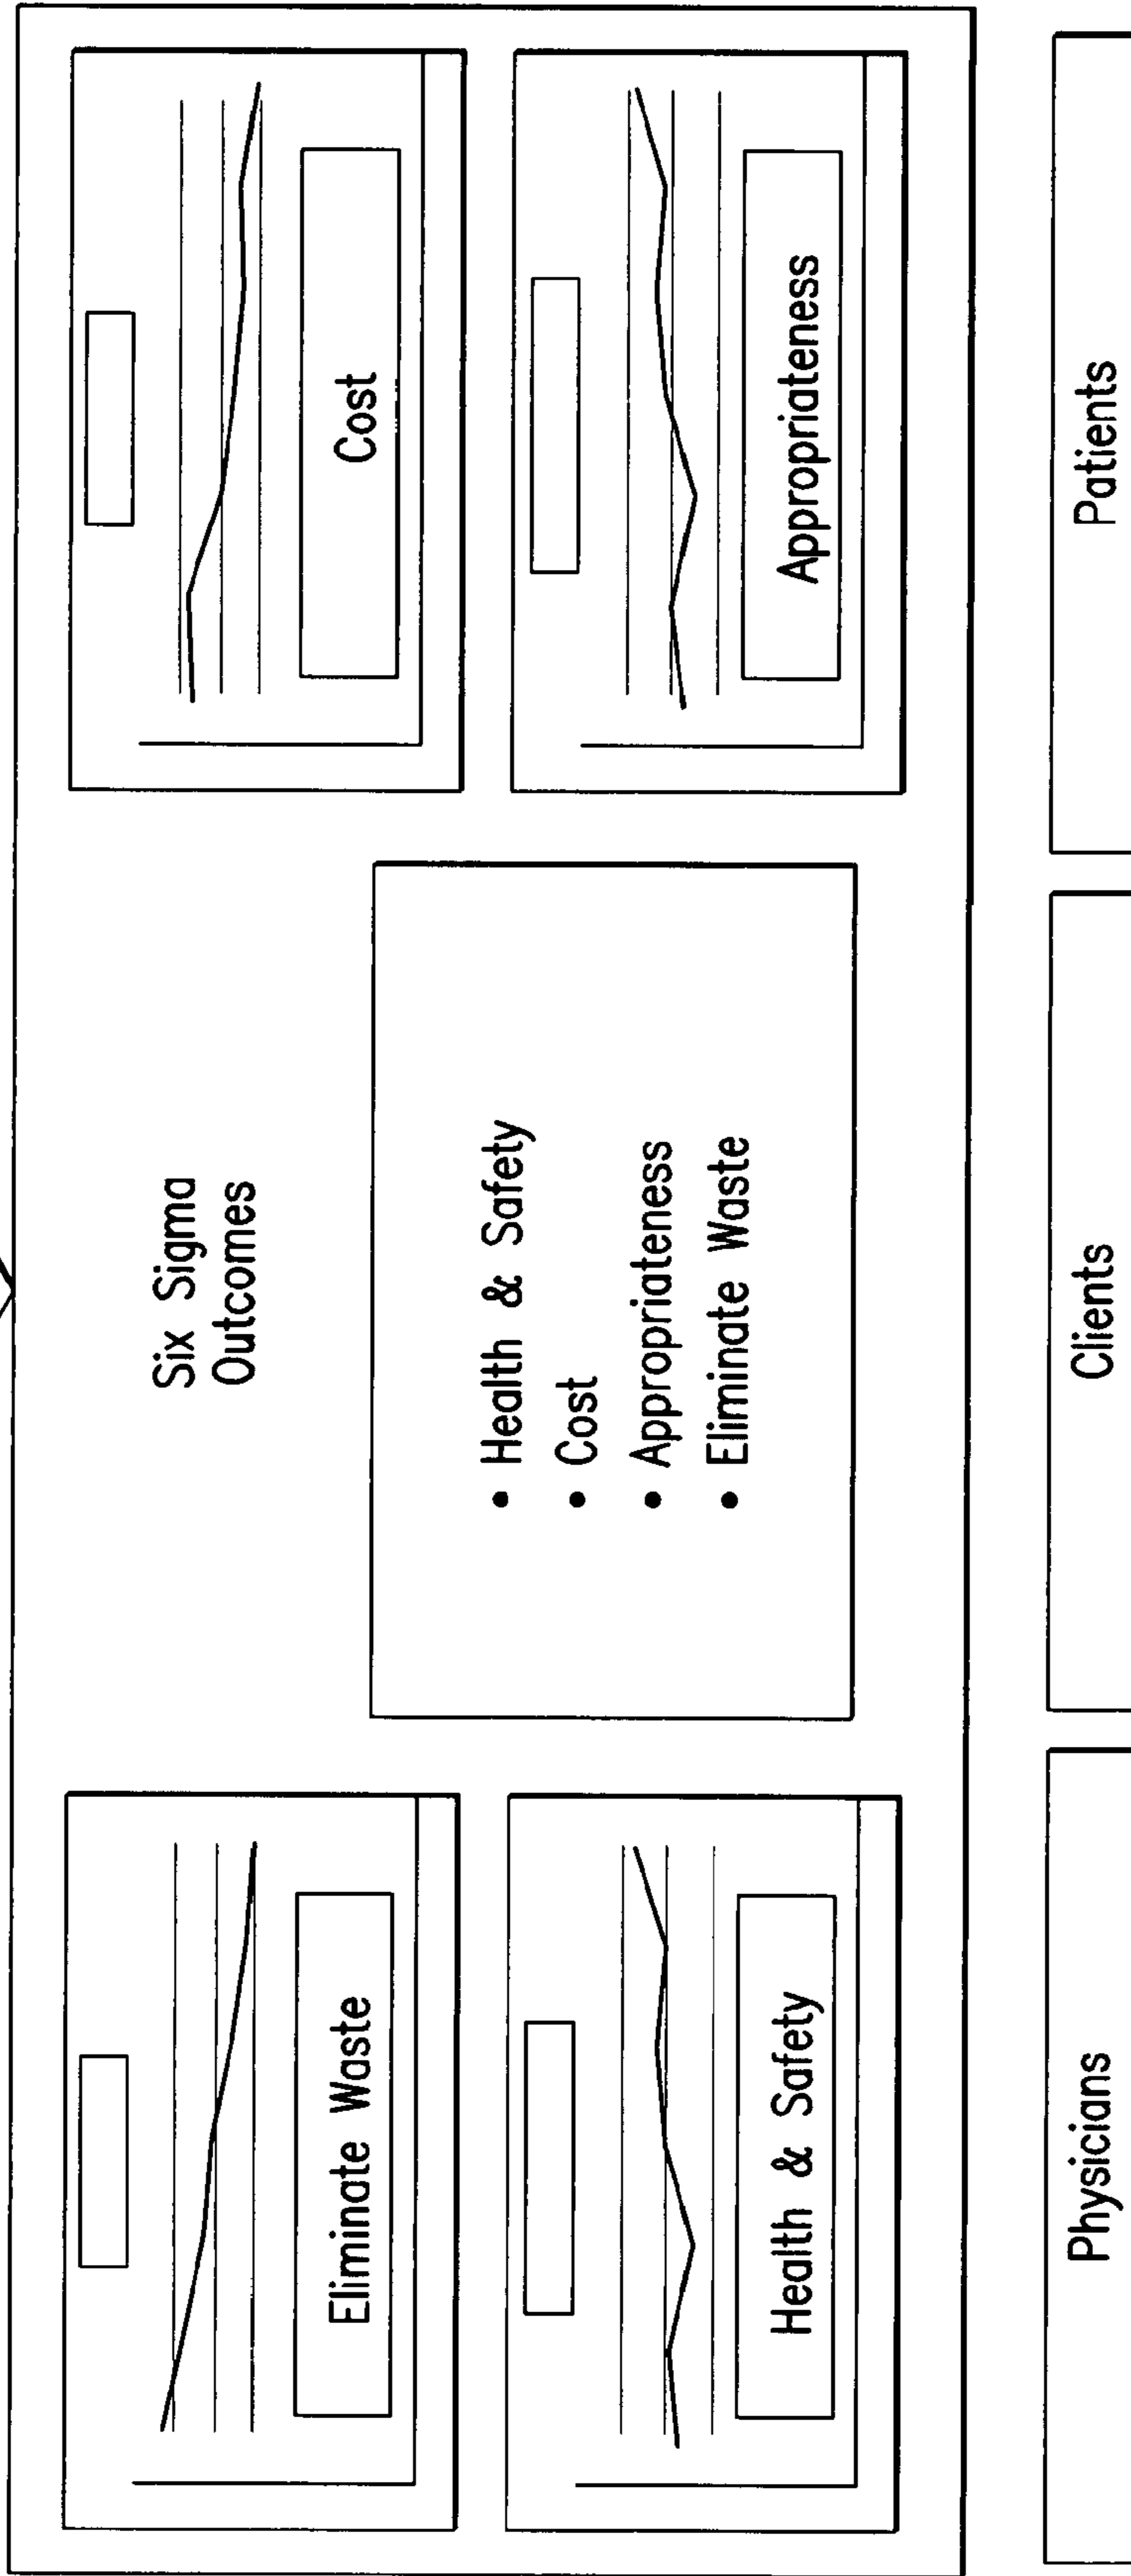 Six Sigma
Outcomes
Eliminate Waste
Cost
• Health & Safety
• Cost
• Appropriateness
• Eliminate Waste
Health & Safety
Appropriateness
Physicians
Clients
Patients